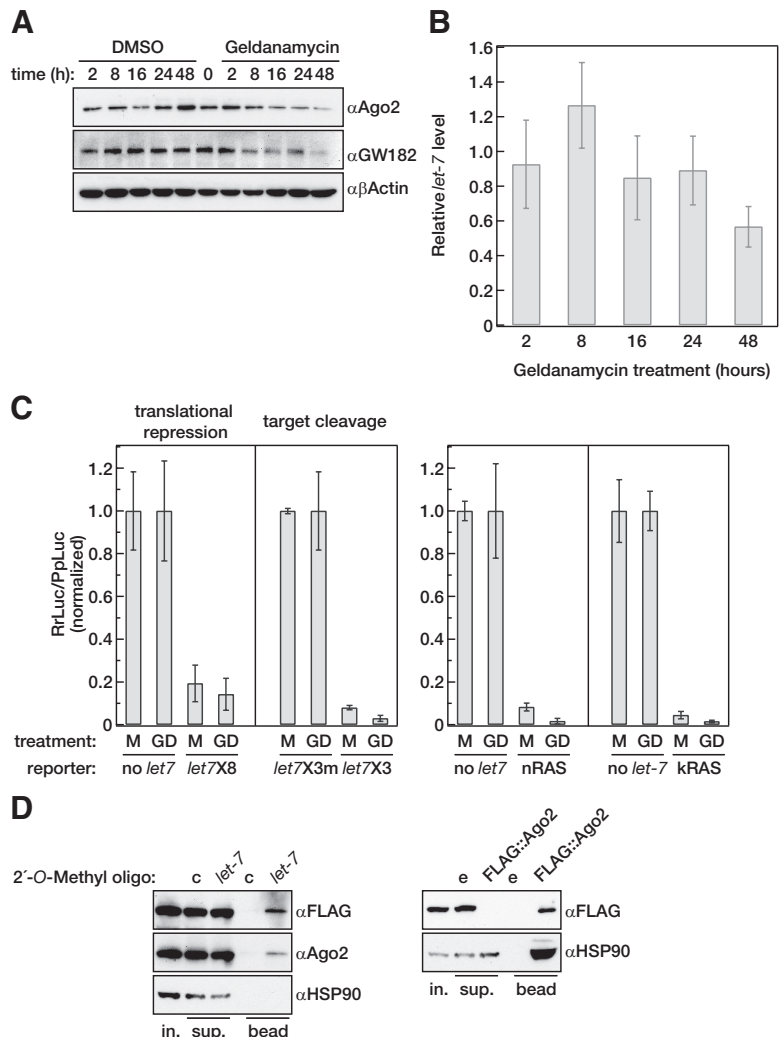 A
DMSO Geldanamycin
time (h): 2 8 16 24 48 0 2 8 16 24 48
αAgo2
αGW182
αβActin
B
Relative let-7 level
1.6
1.4
1.2
1.0
0.8
0.6
0.4
0.2
0
2 8 16 24 48
Geldanamycin treatment (hours)
C
translational
repression
target cleavage
RrLuc/PpLuc
(normalized)
1.2
1.0
0.8
0.6
0.4
0.2
0
1.2
1.0
0.8
0.6
0.4
0.2
0
treatment: M GD M GD M GD M GD M GD M GD M GD M GD
reporter: no let7 let7X8 let7X3m let7X3 no let7 nRAS no let-7 kRAS
D
2´-O-Methyl oligo: c let-7 c let-7
αFLAG
αAgo2
αHSP90
in. sup. bead
e FLAG::Ago2 e FLAG::Ago2
αFLAG
αHSP90
in. sup. bead